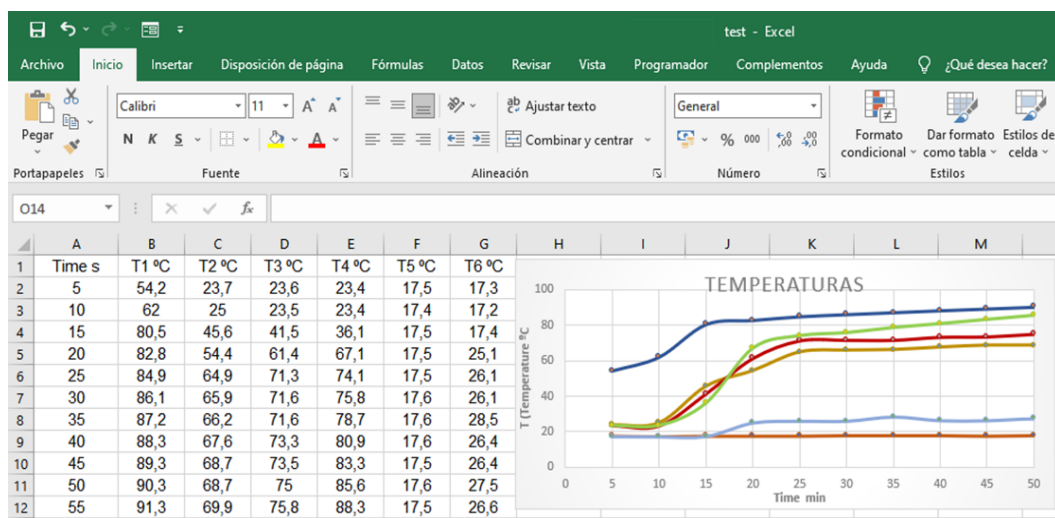 test - Excel
Archivo Inicio Insertar Disposición de página Fórmulas Datos Revisar Vista Programador Complementos Ayuda ¿Qué desea hacer?
Pegar
Calibri 11 A A
N K S A
ab Ajustar texto
Combinar y centrar
General
% 000
Formato condicional
Dar formato como tabla
Estilos de celda
Portapapeles Fuente Alineación Número Estilos
O14 fx
A B C D E F G H I J K L M
1 Time s T1 ºC T2 ºC T3 ºC T4 ºC T5 ºC T6 ºC
2 5 54,2 23,7 23,6 23,4 17,5 17,3
3 10 62 25 23,5 23,4 17,4 17,2
4 15 80,5 45,6 41,5 36,1 17,5 17,4
5 20 82,8 54,4 61,4 67,1 17,5 25,1
6 25 84,9 64,9 71,3 74,1 17,5 26,1
7 30 86,1 65,9 71,6 75,8 17,6 26,1
8 35 87,2 66,2 71,6 78,7 17,6 28,5
9 40 88,3 67,6 73,3 80,9 17,6 26,4
10 45 89,3 68,7 73,5 83,3 17,5 26,4
11 50 90,3 68,7 75 85,6 17,6 27,5
12 55 91,3 69,9 75,8 88,3 17,5 26,6
TEMPERATURAS
T (Temperature ºC
100
80
60
40
20
0
0 5 10 15 20 25 30 35 40 45 50
Time min